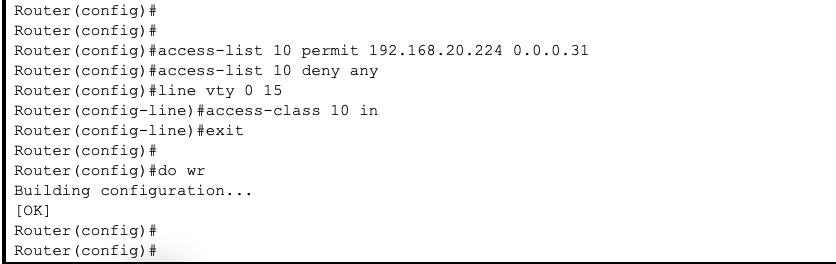 Router(config)#
Router(config)#
Router(config)#access-list 10 permit 192.168.20.224 0.0.0.31
Router(config)#access-list 10 deny any
Router(config)#line vty 0 15
Router(config-line)#access-class 10 in
Router(config-line)#exit
Router(config)#
Router(config)#do wr
Building configuration...
[OK]
Router(config)#
Router(config)#